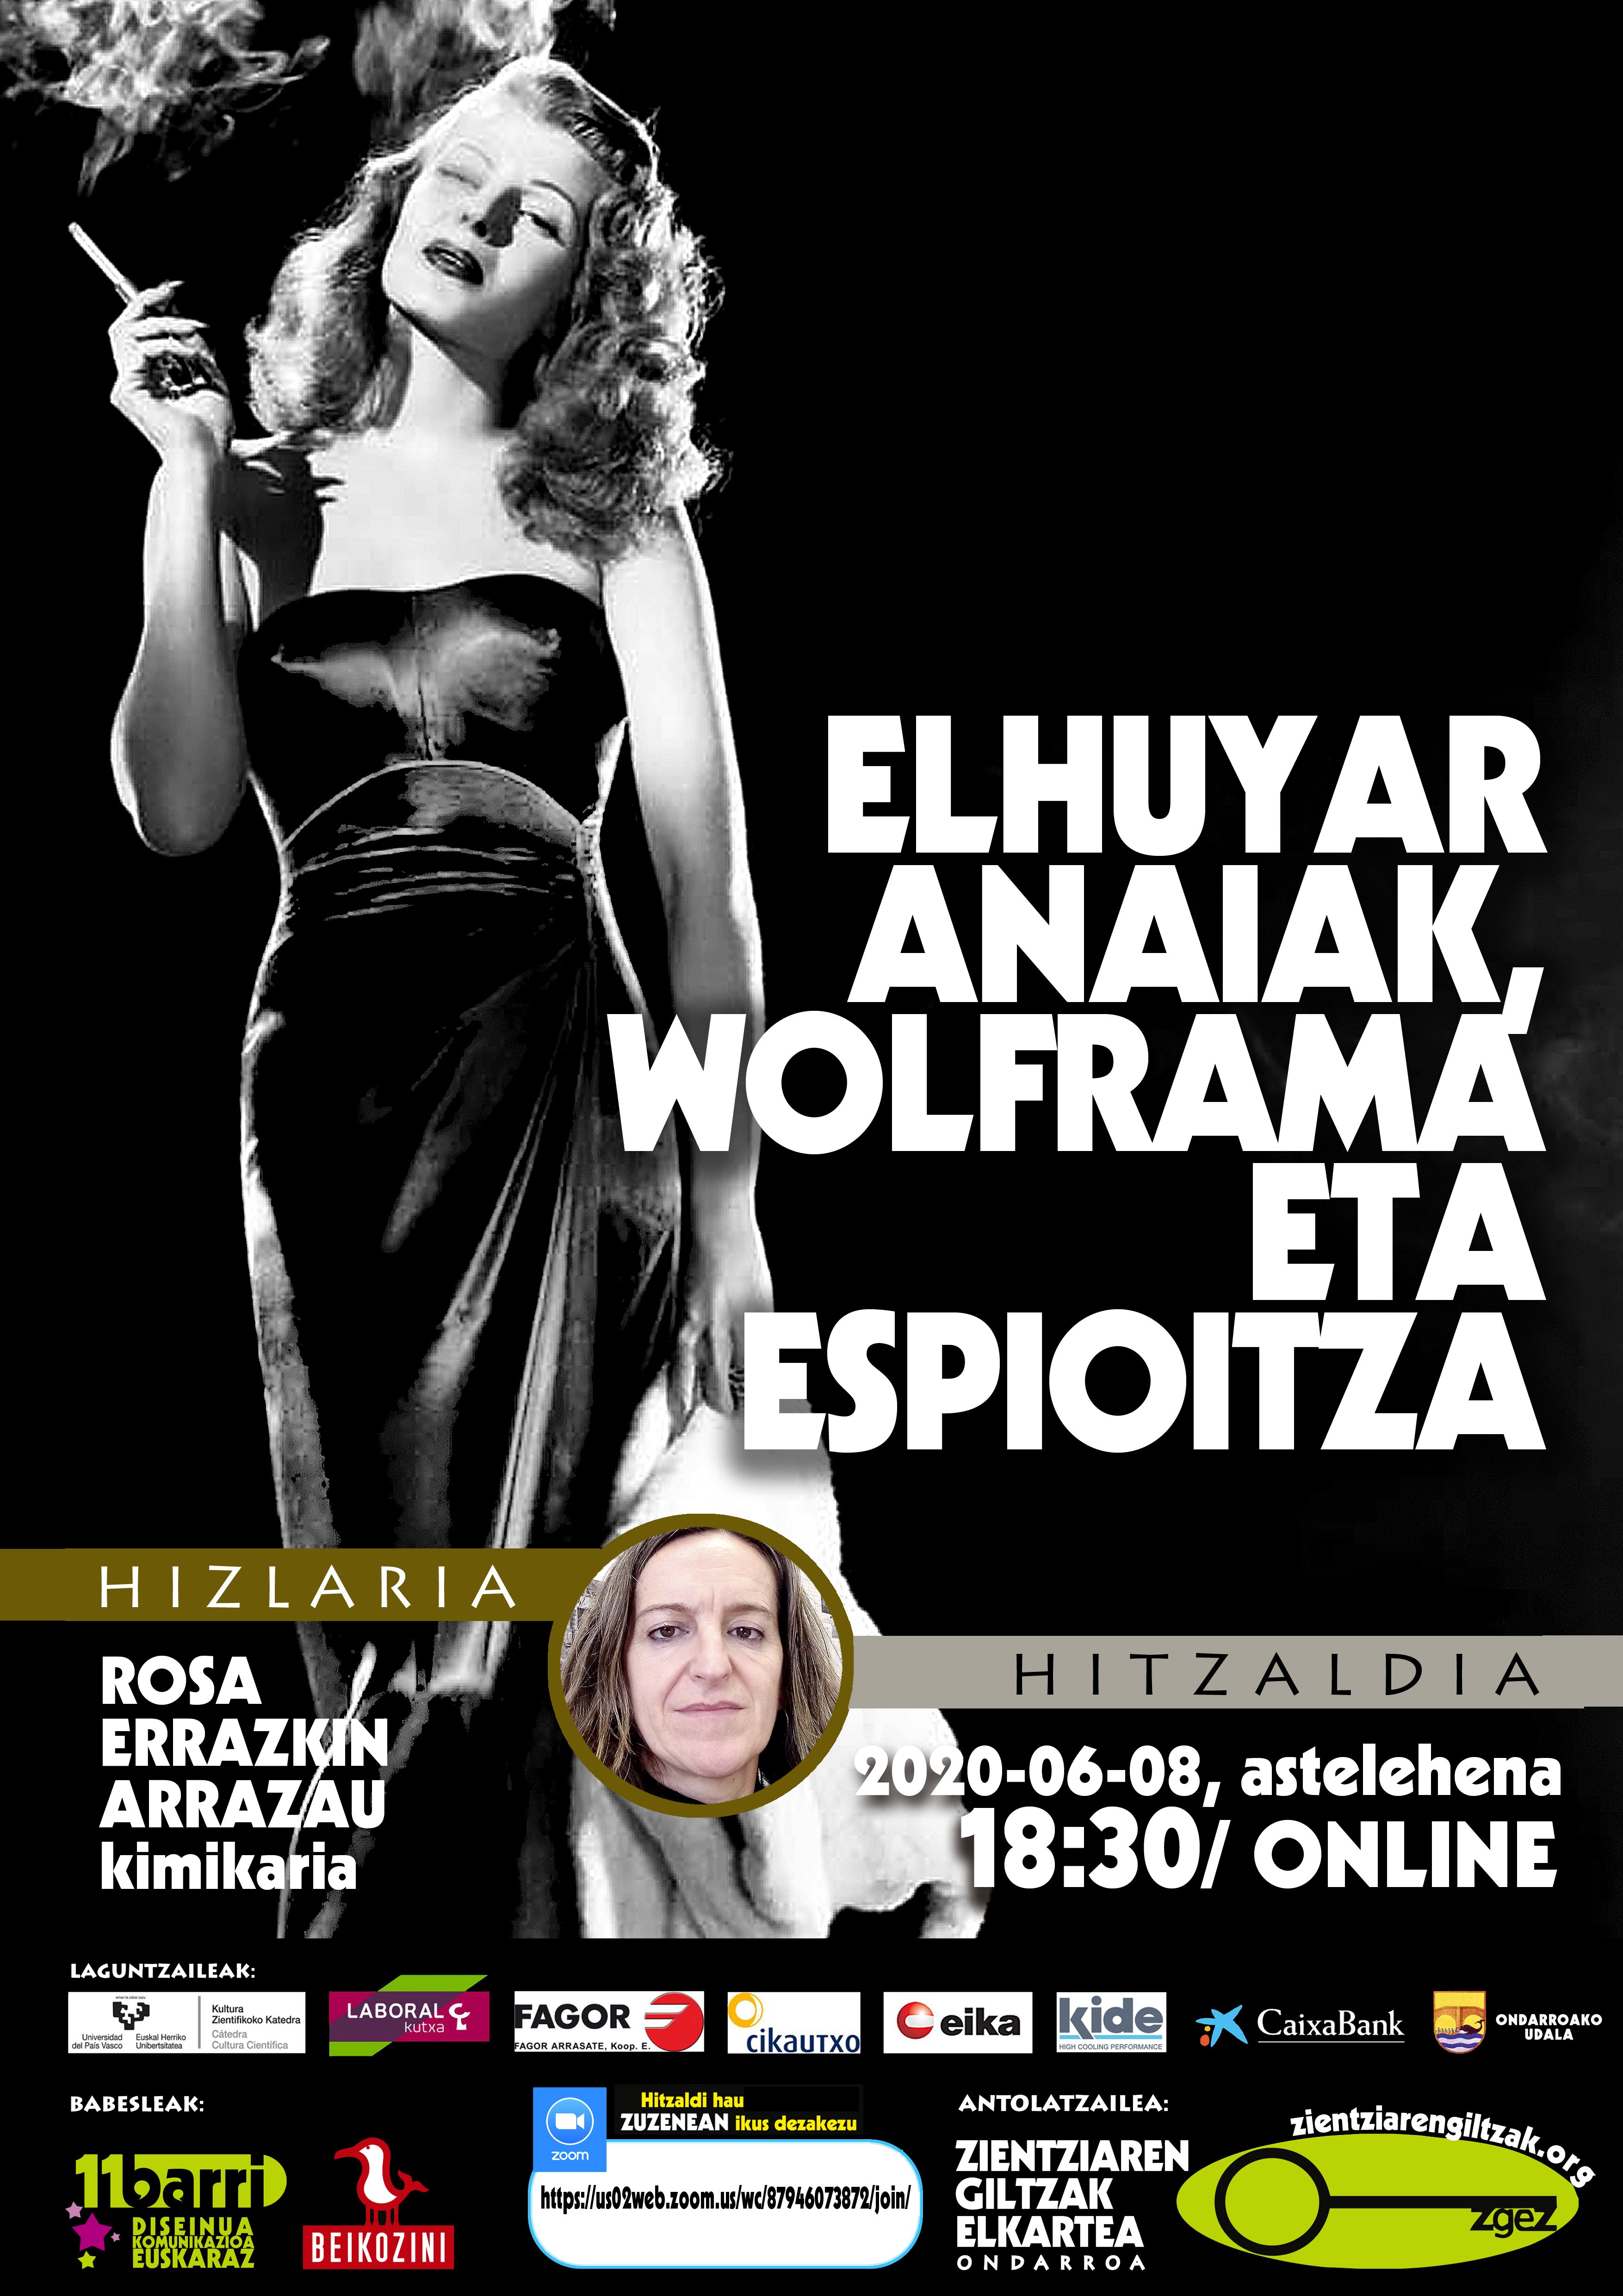 ELHUYAR
ANAIAK,
WOLFRAMA
ETA
ESPIOITZA
HIZLARIA
ROSA
ERRAZKIN
ARRAZAU
kimikaria
HITZALDIA
2020-06-08, astelehena
18:30/ ONLINE
LAGUNTZAILEAK:
Universidad
del País Vasco
Euskal Herriko
Unibertsitatea
Kultura
Zientifikoko Katedra
Cátedra
Cultura Científica
LABORAL
kutxa
FAGOR
FAGOR ARRASATE, Koop. E.
cikautxo
eika
kide
HIGH COOLING PERFORMANCE
CaixaBank
ONDARROAKO
UDALA
BABESLEAK:
11barri
DISEINUA
KOMUNIKAZIOA
EUSKARAZ
BEIKOZINI
zoom
Hitzaldi hau
ZUZENEAN ikus dezakezu
https://us02web.zoom.us/wc/87946073872/join/
ANTOLATZAILEA:
ZIENTZIAREN
GILTZAK
ELKARTEA
ONDARROA
zientziarengiltzak.org
zgez